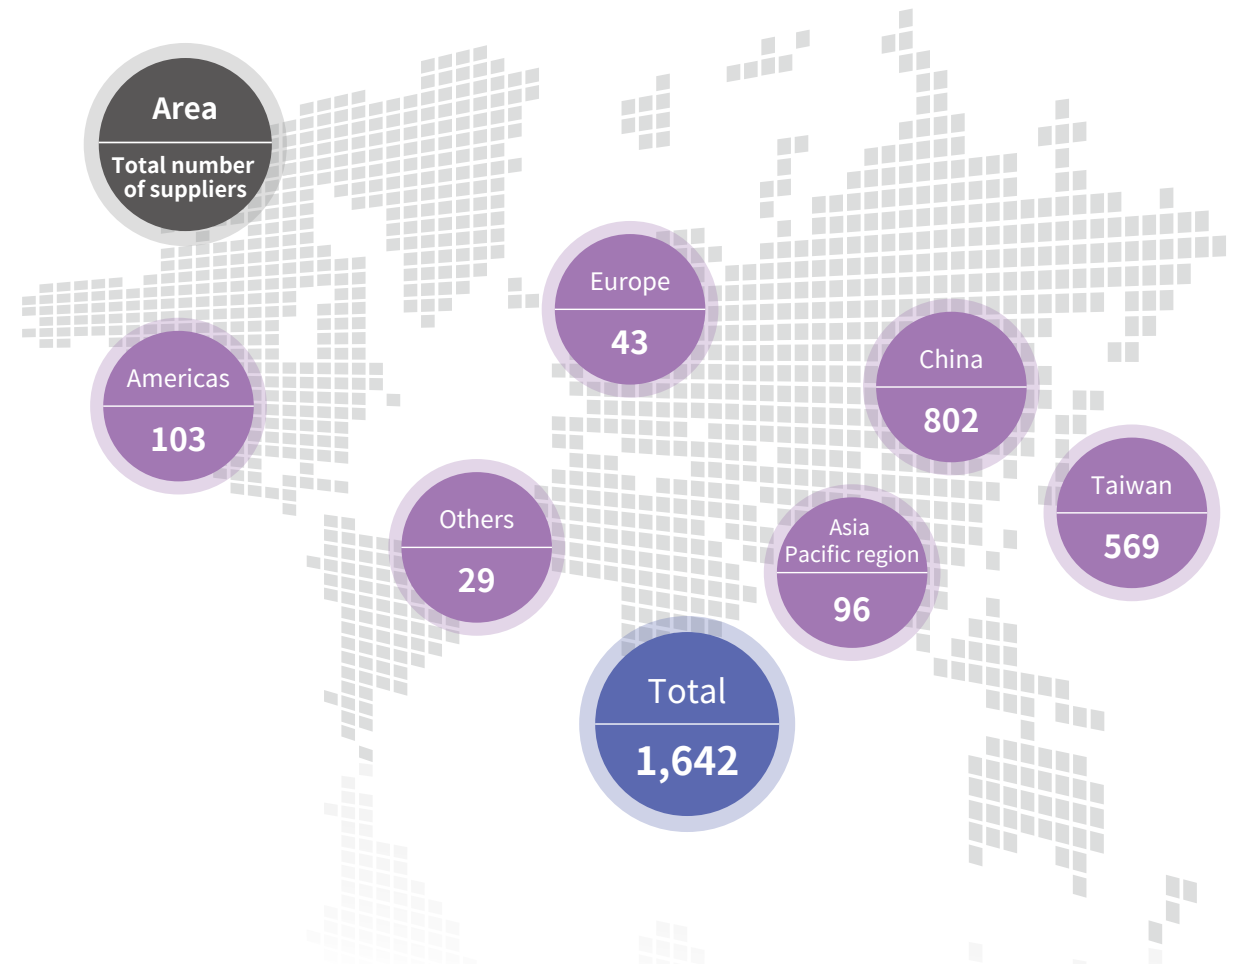 Area
Total number
of suppliers
Europe
43
China
802
Americas
103
Taiwan
569
Others
29
Asia
Pacific region
96
Total
1,642